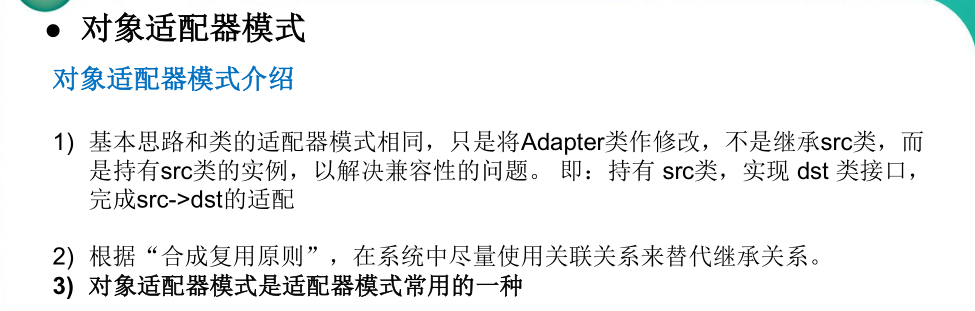 ● 对象适配器模式
对象适配器模式介绍
1) 基本思路和类的适配器模式相同，只是将Adapter类作修改，不是继承src类，而
是持有src类的实例，以解决兼容性的问题。 即：持有 src类，实现 dst 类接口，
完成src->dst的适配
2) 根据“合成复用原则”，在系统中尽量使用关联关系来替代继承关系。
3) 对象适配器模式是适配器模式常用的一种